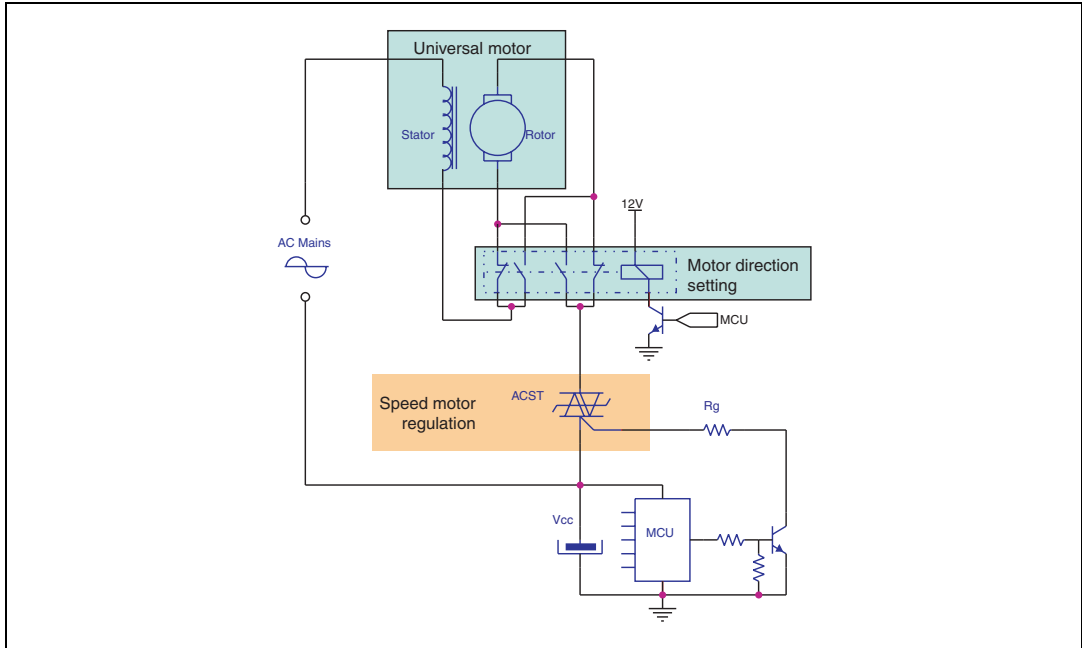 Universal motor
Stator
Rotor
12V
AC Mains
Motor direction
setting
MCU
ACST
Speed motor
regulation
Rg
Vcc
MCU